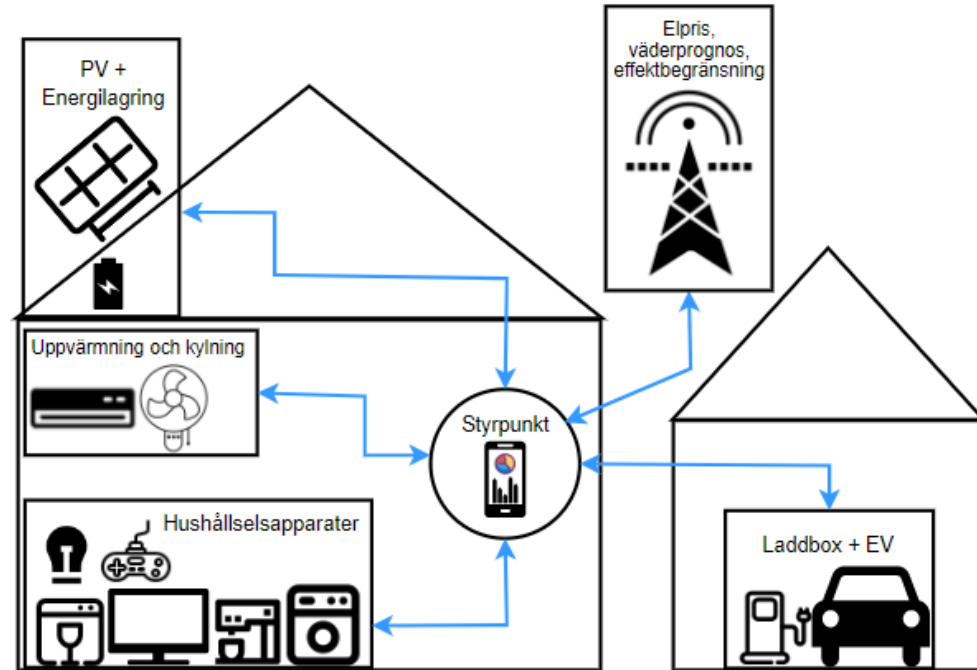 PV +
Energilagring
Elpris,
väderprognos,
effektbegränsning
Uppvärmning och kylning
Styrpunkt
Hushållselsapparater
Laddbox + EV